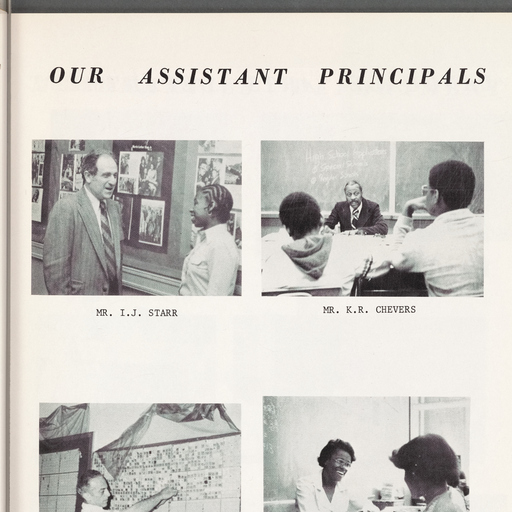 OUR ASSISTANT PRINCIPALS
MR. I.J. STARR
MR. K.R. CHEVERS